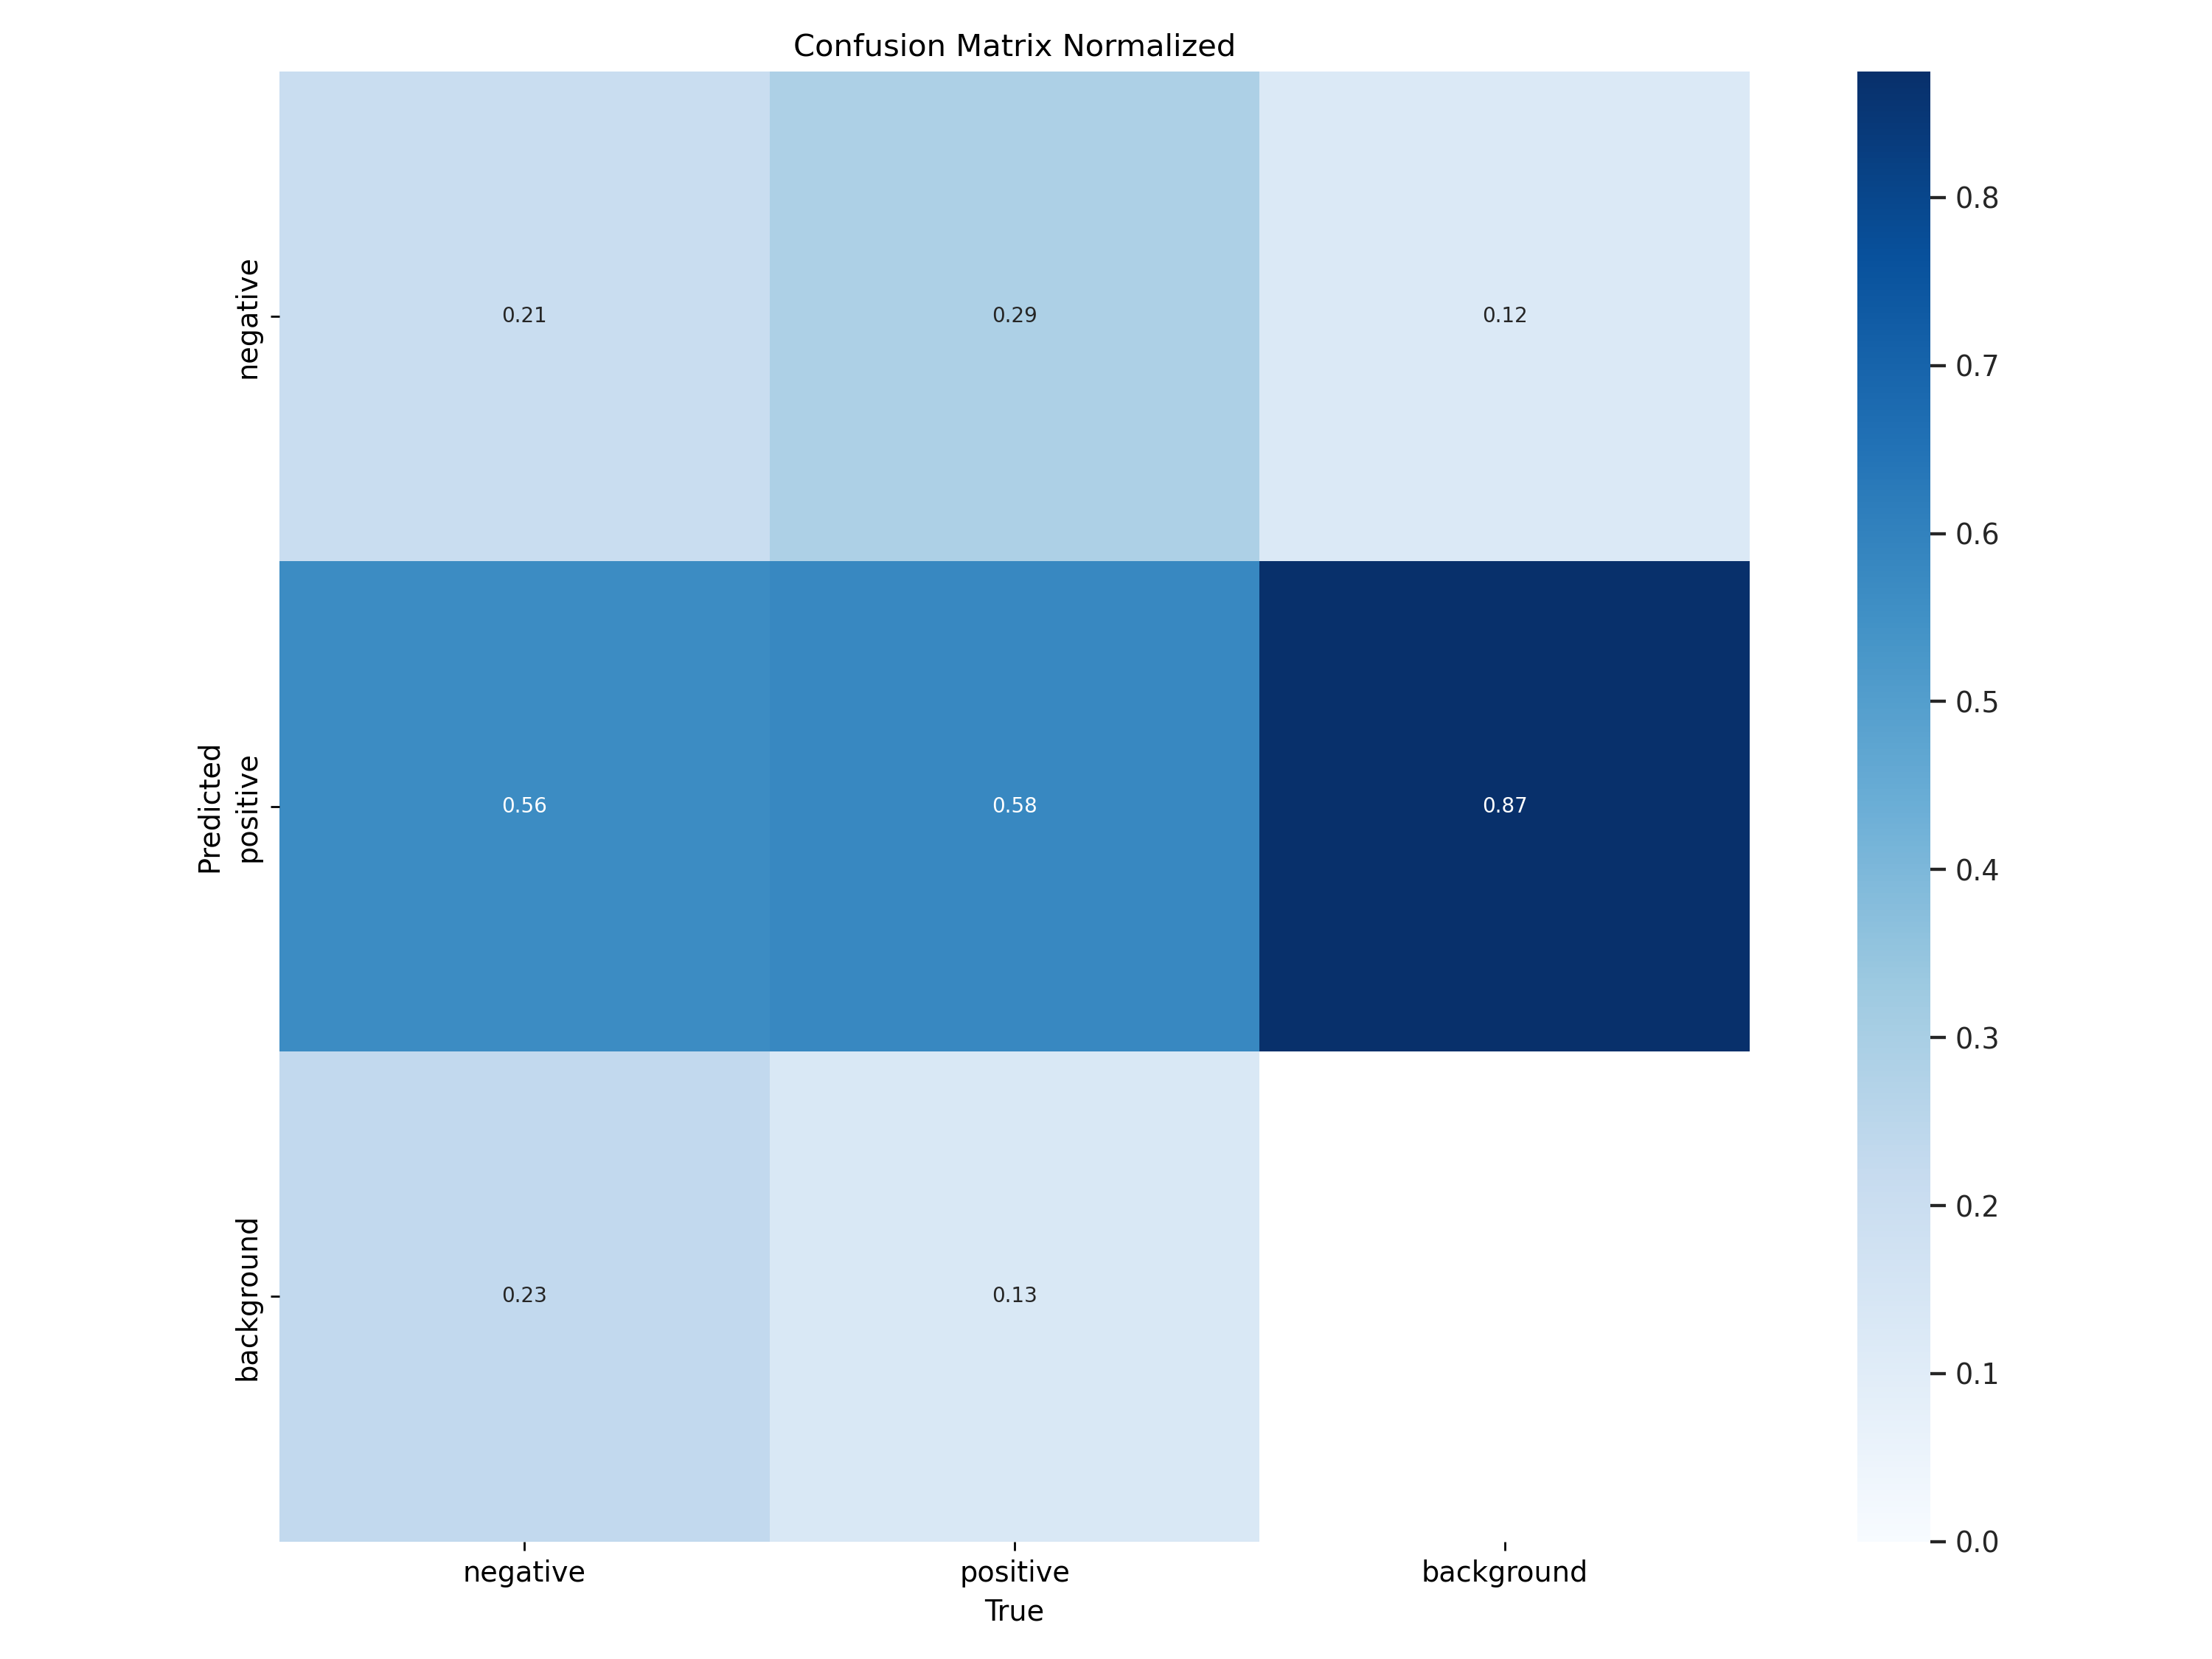 Confusion Matrix Normalized
negative
0.21
0.29
0.12
0.8
0.7
0.6
Predicted
positive
0.56
0.58
0.87
0.5
0.4
0.3
background
0.23
0.13
0.2
0.1
0.0
negative
positive
background
True